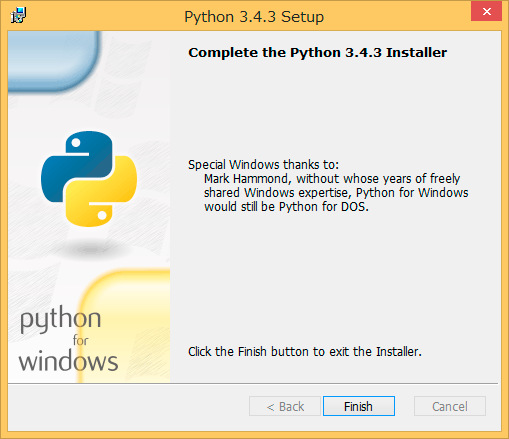 Python 3.4.3 Setup
Complete the Python 3.4.3 Installer
Special Windows thanks to:
Mark Hammond, without whose years of freely
shared Windows expertise, Python for Windows
would still be Python for DOS.
python
for
windows
Click the Finish button to exit the Installer.
< Back
Finish
Cancel